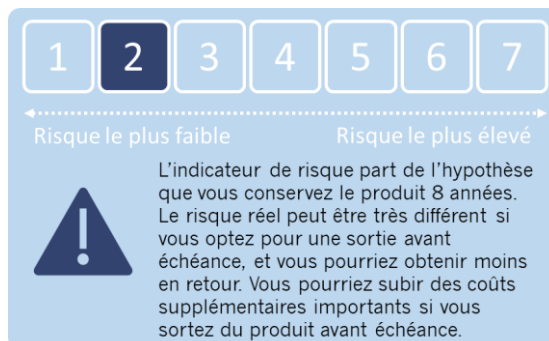 1 2 3 4 5 6 7
Risque le plus faible Risque le plus élevé
L'indicateur de risque part de l'hypothèse
que vous conservez le produit 8 années.
Le risque réel peut être très différent si
vous optez pour une sortie avant
échéance, et vous pourriez obtenir moins
en retour. Vous pourriez subir des coûts
supplémentaires importants si vous
sortez du produit avant échéance.